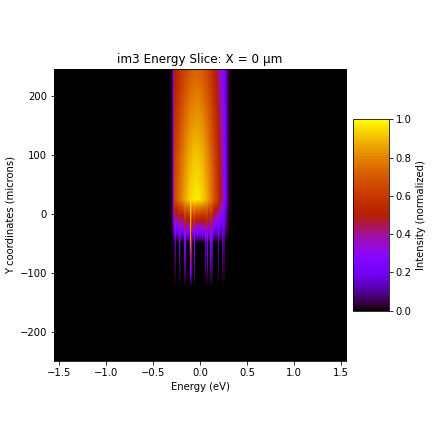 im3 Energy Slice: X = 0 μm
Y coordinates (microns)
200
100
0
−100
−200
−1.5 −1.0 −0.5 0.0 0.5 1.0 1.5
Energy (eV)
1.0
0.8
0.6
0.4
0.2
0.0
Intensity (normalized)